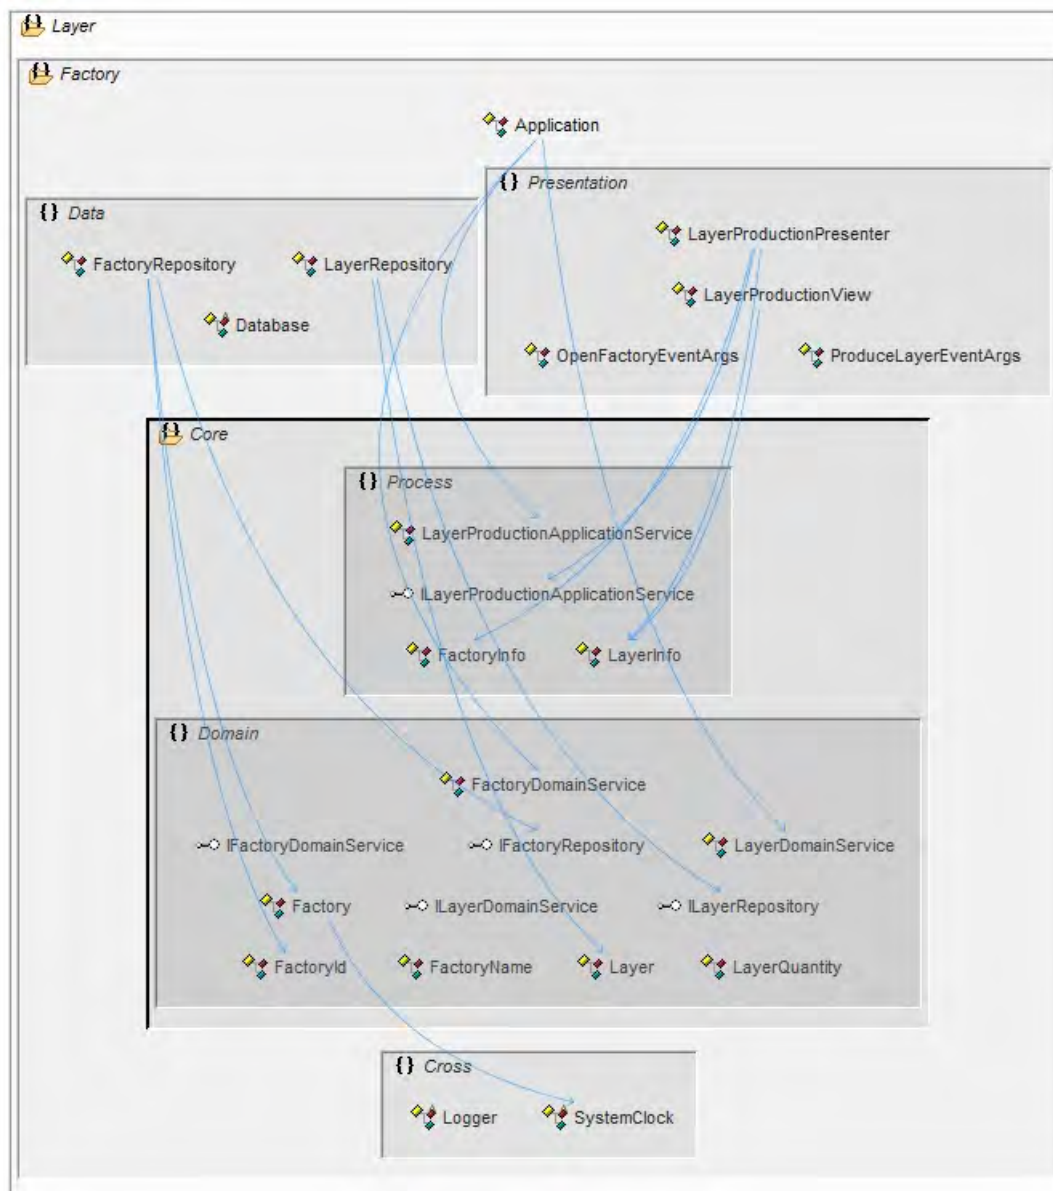 {} Layer
{} Factory
Application
{} Presentation
{} Data
LayerProductionPresenter
FactoryRepository LayerRepository
LayerProductionView
Database
OpenFactoryEventArgs ProduceLayerEventArgs
{} Core
{} Process
LayerProductionApplicationService
ILayerProductionApplicationService
FactoryInfo LayerInfo
{} Domain
FactoryDomainService
IFactoryDomainService IFactoryRepository LayerDomainService
Factory ILayerDomainService ILayerRepository
FactoryId FactoryName Layer LayerQuantity
{} Cross
Logger SystemClock